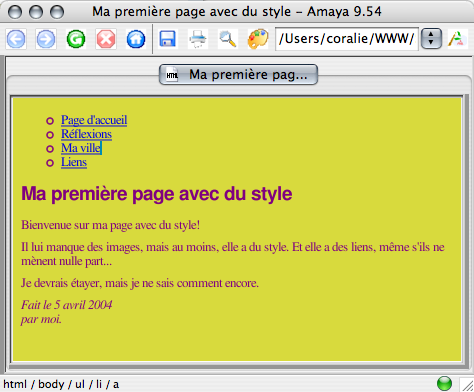 Ma première page avec du style - Amaya 9.54
/Users/coralie/WWW/
HTML
Ma première pag...
Page d'accueil
Réflexions
Ma ville
Liens
Ma première page avec du style
Bienvenue sur ma page avec du style!
Il lui manque des images, mais au moins, elle a du style. Et elle a des liens, même s'ils ne
mènent nulle part...
Je devrais étayer, mais je ne sais comment encore.
Fait le 5 avril 2004
par moi.
html / body / ul / li / a